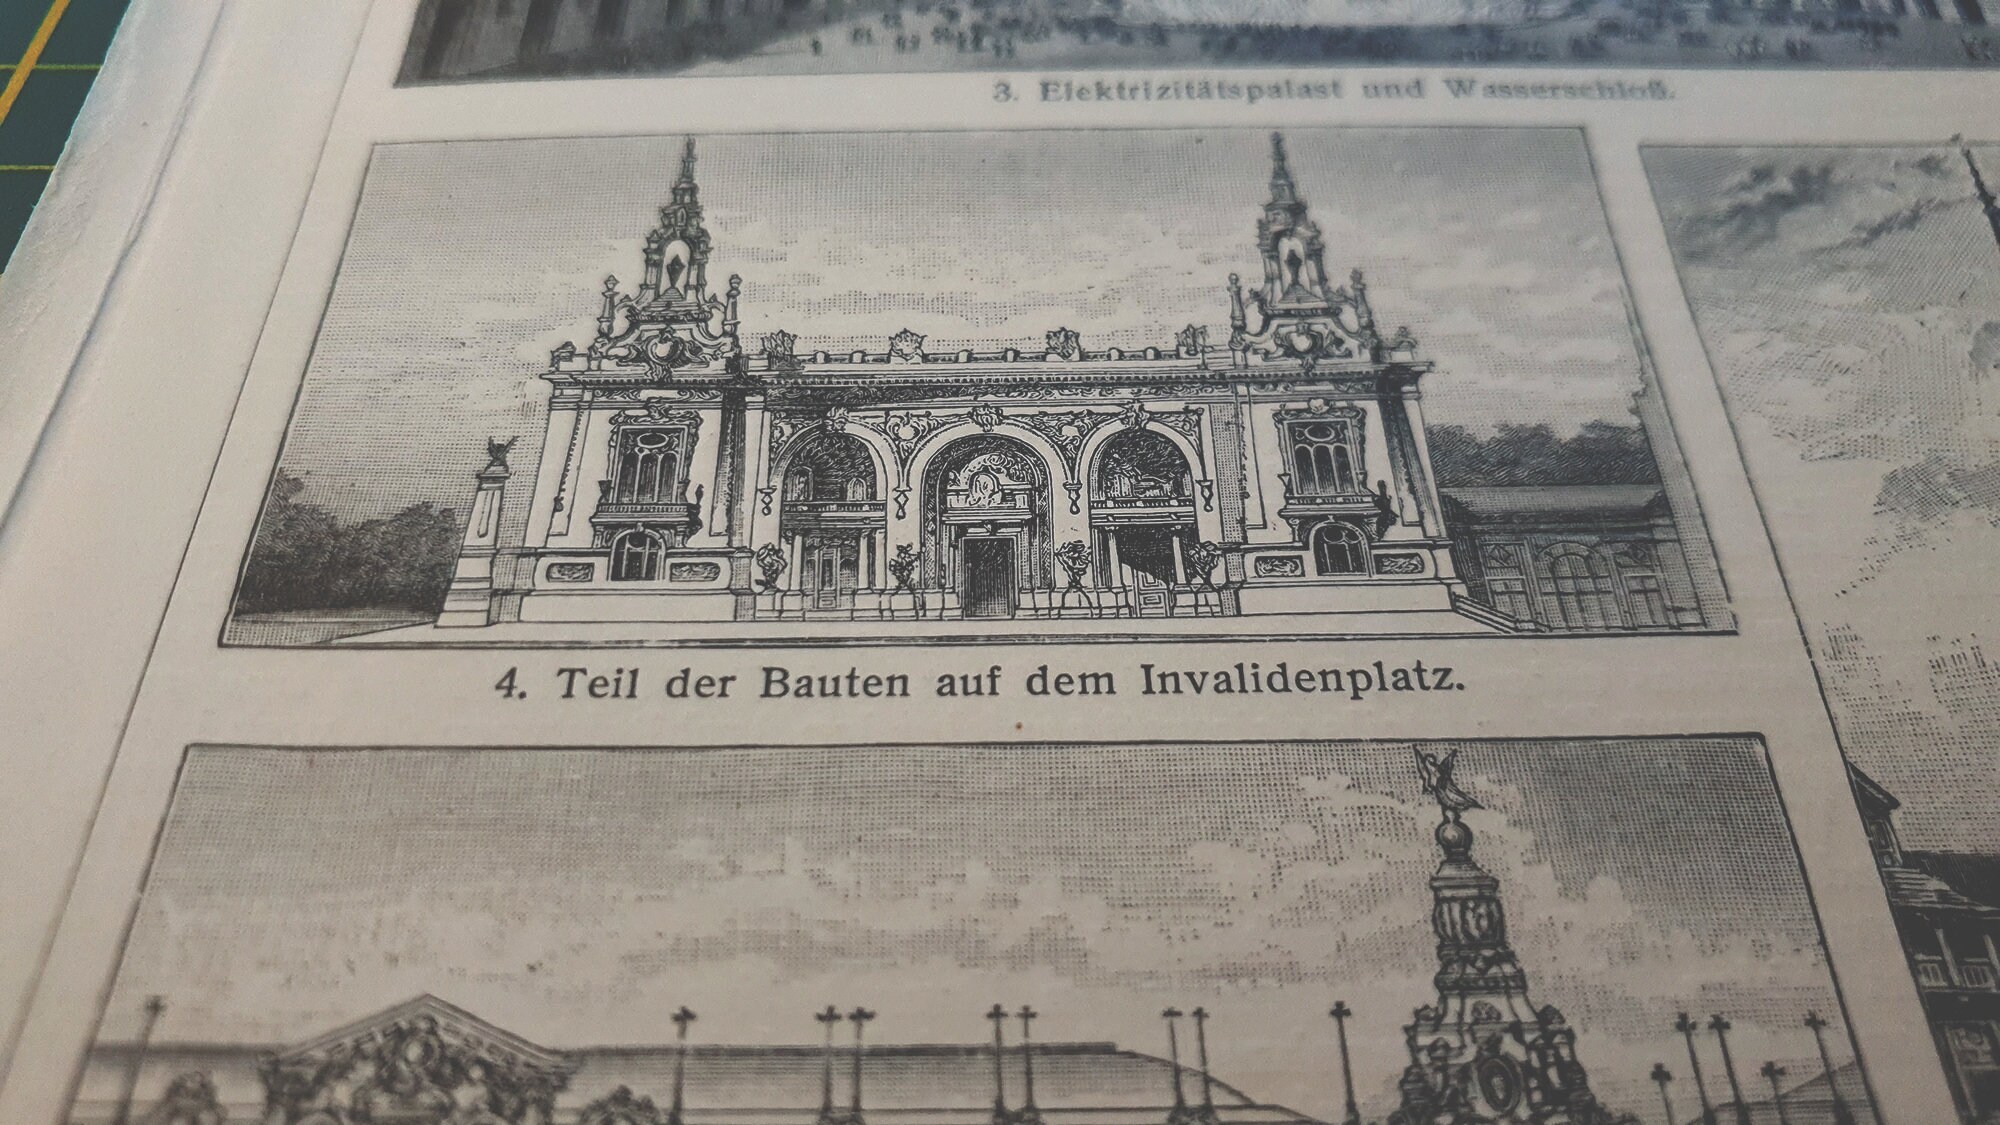 3. Elektrizitätspalast und Wasserschloß.
4. Teil der Bauten auf dem Invalidenplatz.